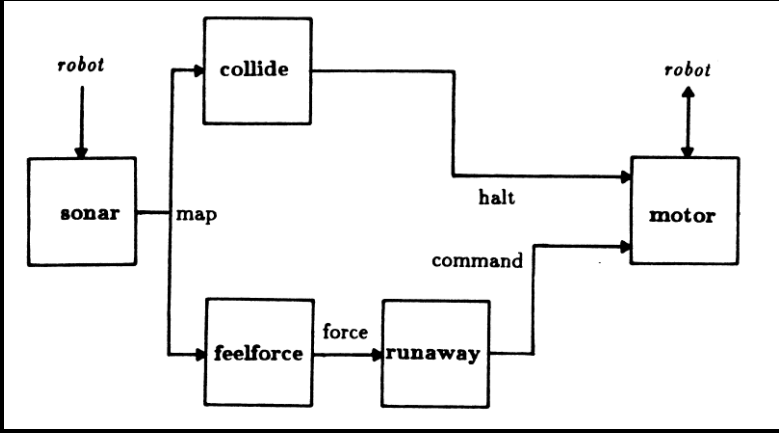 robot
collide
robot
sonar
map
halt
motor
command
force
feelforce
runaway